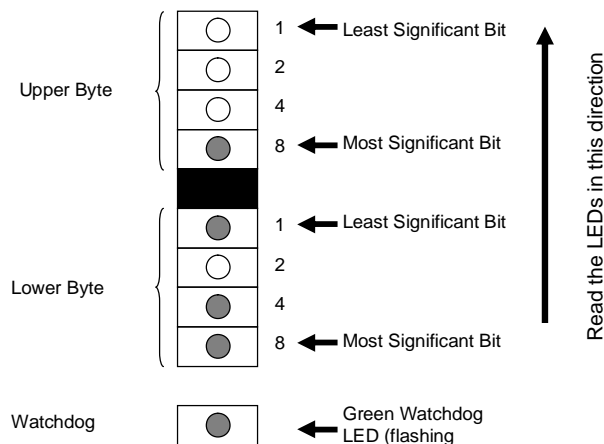 1 Least Significant Bit
2
Upper Byte
4
8 Most Significant Bit
1 Least Significant Bit
2
Lower Byte
4
8 Most Significant Bit
Watchdog
Green Watchdog
LED (flashing
Read the LEDs in this direction